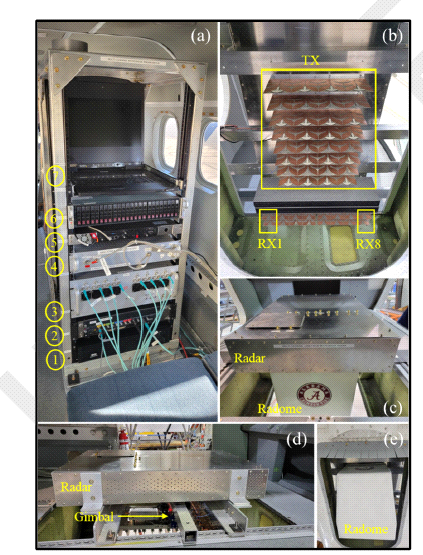 (a)
7
6
5
4
3
2
1
(b)
TX
RX1
RX8
Radar
Radome
(c)
(d)
Radar
Gimbal
(e)
Radome